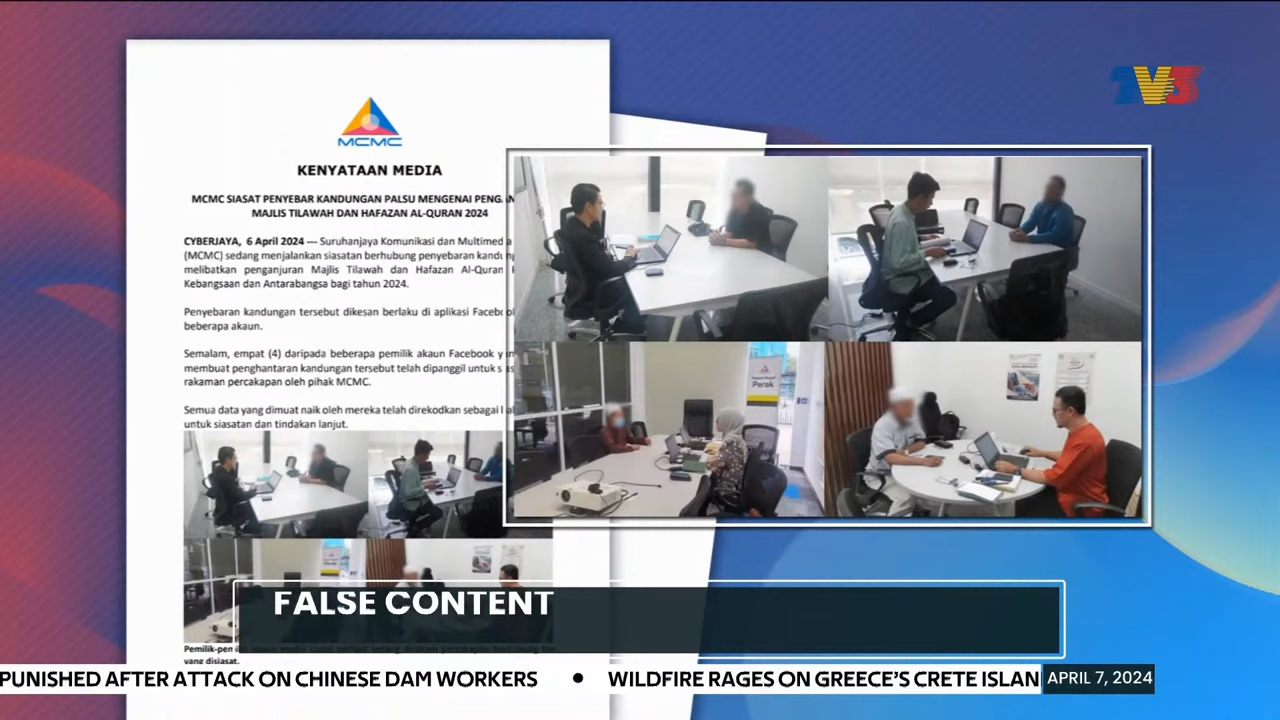 TV3
MCMC
KENYATAAN MEDIA
MCMC SIASAT PENYEBAR KANDUNGAN PALSU MENGENAI
MAJLIS TILAWAH DAN HAFAZAN AL-QURAN 2024
CYBERJAYA, 6 April 2024 --- Suruhanjaya Komunikasi dan Multimedia
(MCMC) sedang menjalankan siasatan berhubung penyebaran
melibatkan penganjuran Majlis Tilawah dan Hafazan Al-Quran
Kebangsaan dan Antarabangsa bagi tahun 2024.
Penyebaran kandungan tersebut dikesan berlaku di aplikasi
beberapa akaun.
Semalam, empat (4) daripada beberapa pemilik akaun Facebook
membuat penghantaran kandungan tersebut telah dipanggil untuk
rakaman percakapan oleh pihak MCMC.
Semua data yang dimuat naik oleh mereka telah direkodkan sebagai
untuk siasatan dan tindakan lanjut.
Perak
FALSE CONTENT
yang disiasat.
PUNISHED AFTER ATTACK ON CHINESE DAM WORKERS • WILDFIRE RAGES ON GREECE'S CRETE ISLAN
APRIL 7, 2024